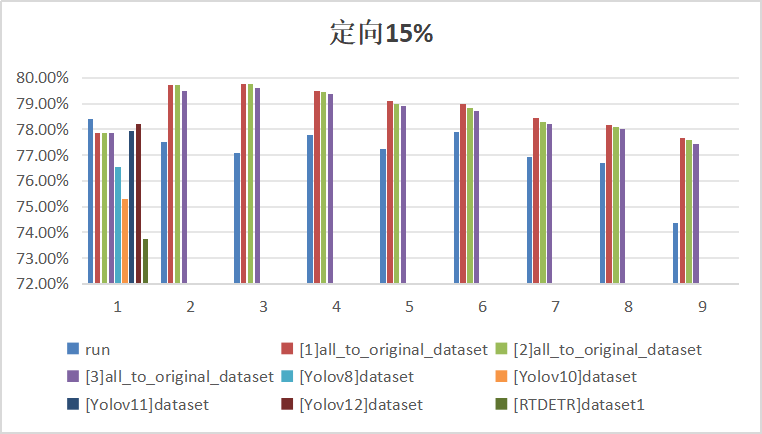 定向15%
80.00%
79.00%
78.00%
77.00%
76.00%
75.00%
74.00%
73.00%
72.00%
1 2 3 4 5 6 7 8 9
run [1]all_to_original_dataset [2]all_to_original_dataset
[3]all_to_original_dataset [Yolov8]dataset [Yolov10]dataset
[Yolov11]dataset [Yolov12]dataset [RTDETR]dataset1